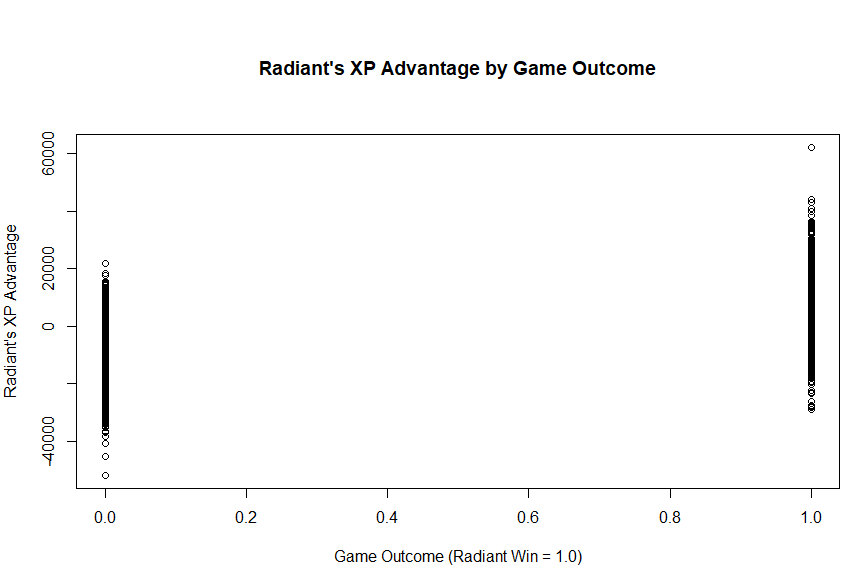 Radiant's XP Advantage by Game Outcome
Radiant's XP Advantage
60000
20000
0
-40000
0.0 0.2 0.4 0.6 0.8 1.0
Game Outcome (Radiant Win = 1.0)